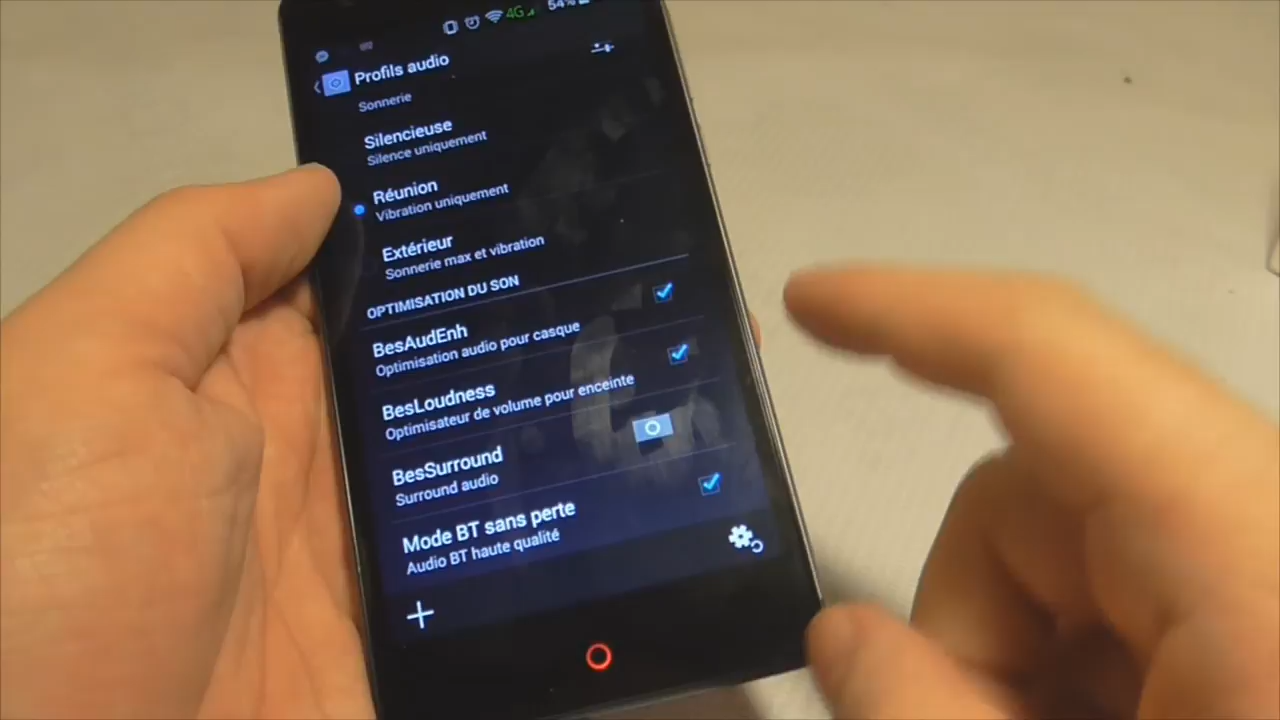 4G 54%
Profils audio
Sonnerie
Silencieuse
Silence uniquement
Réunion
Vibration uniquement
Extérieur
Sonnerie max et vibration
OPTIMISATION DU SON
BesAudEnh
Optimisation audio pour casque
BesLoudness
Optimisateur de volume pour enceinte
BesSurround
Surround audio
Mode BT sans perte
Audio BT haute qualité